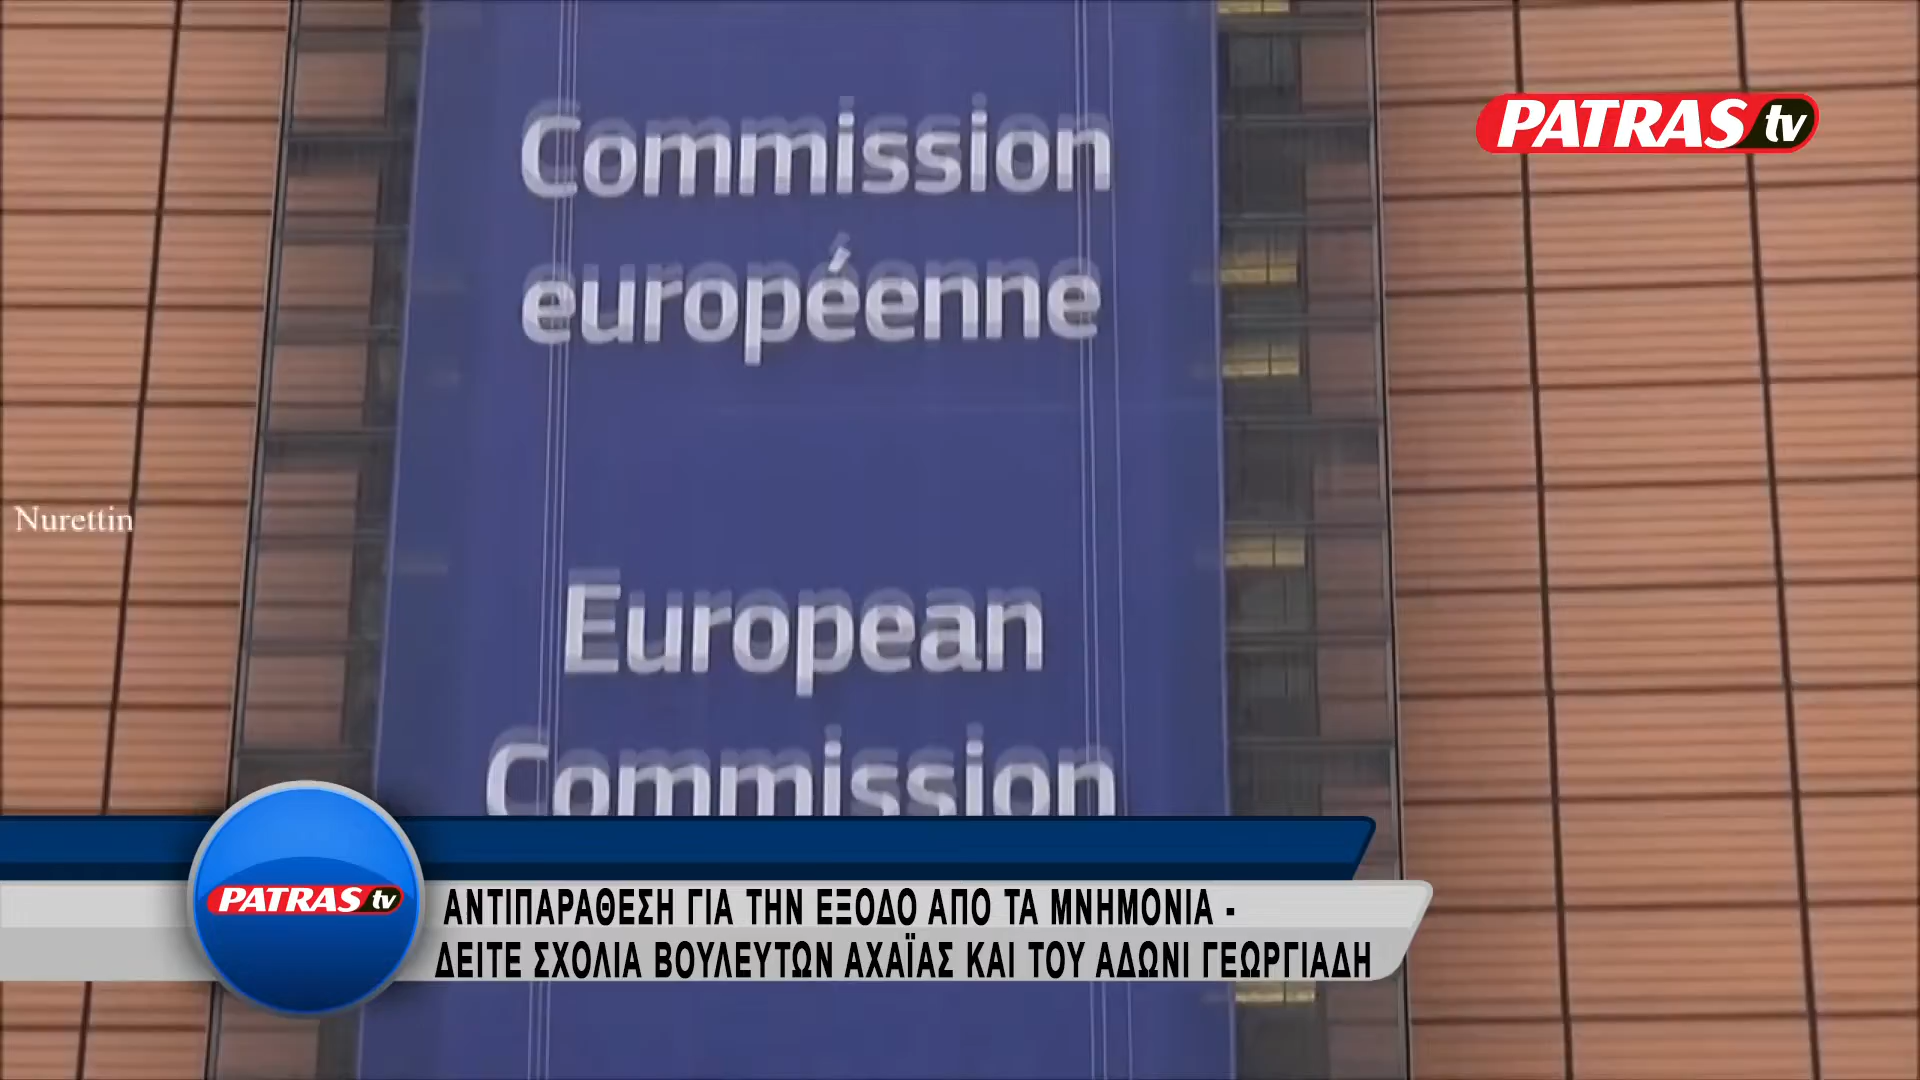 PATRAS tv
Commission
européenne
Nurettin
European
Commission
PATRAS tv
ΑΝΤΙΠΑΡΑΘΕΣΗ ΓΙΑ ΤΗΝ ΕΞΟΔΟ ΑΠΟ ΤΑ ΜΝΗΜΟΝΙΑ -
ΔΕΙΤΕ ΣΧΟΛΙΑ ΒΟΥΛΕΥΤΩΝ ΑΧΑΪΑΣ ΚΑΙ ΤΟΥ ΑΔΩΝΙ ΓΕΩΡΓΙΑΔΗ